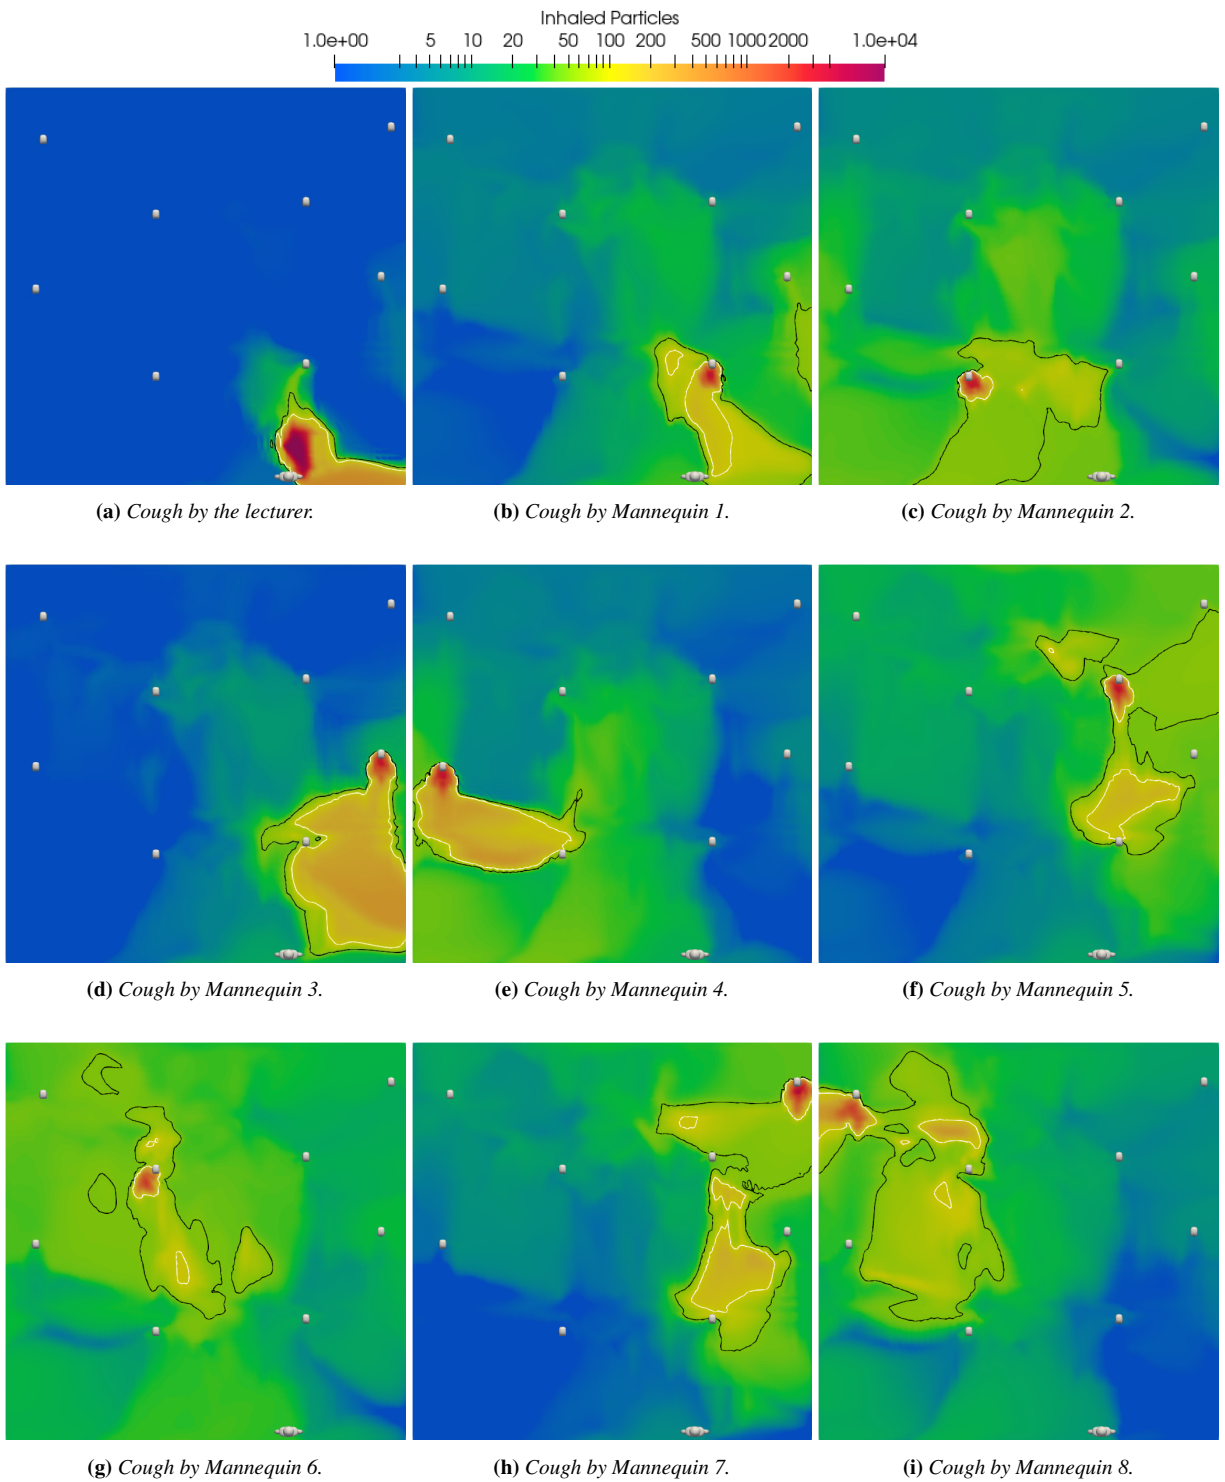 Inhaled Particles
1.0e+00 5 10 20 50 100 200 500 1000 2000 1.0e+04
(a) Cough by the lecturer. (b) Cough by Mannequin 1. (c) Cough by Mannequin 2.
(d) Cough by Mannequin 3. (e) Cough by Mannequin 4. (f) Cough by Mannequin 5.
(g) Cough by Mannequin 6. (h) Cough by Mannequin 7. (i) Cough by Mannequin 8.